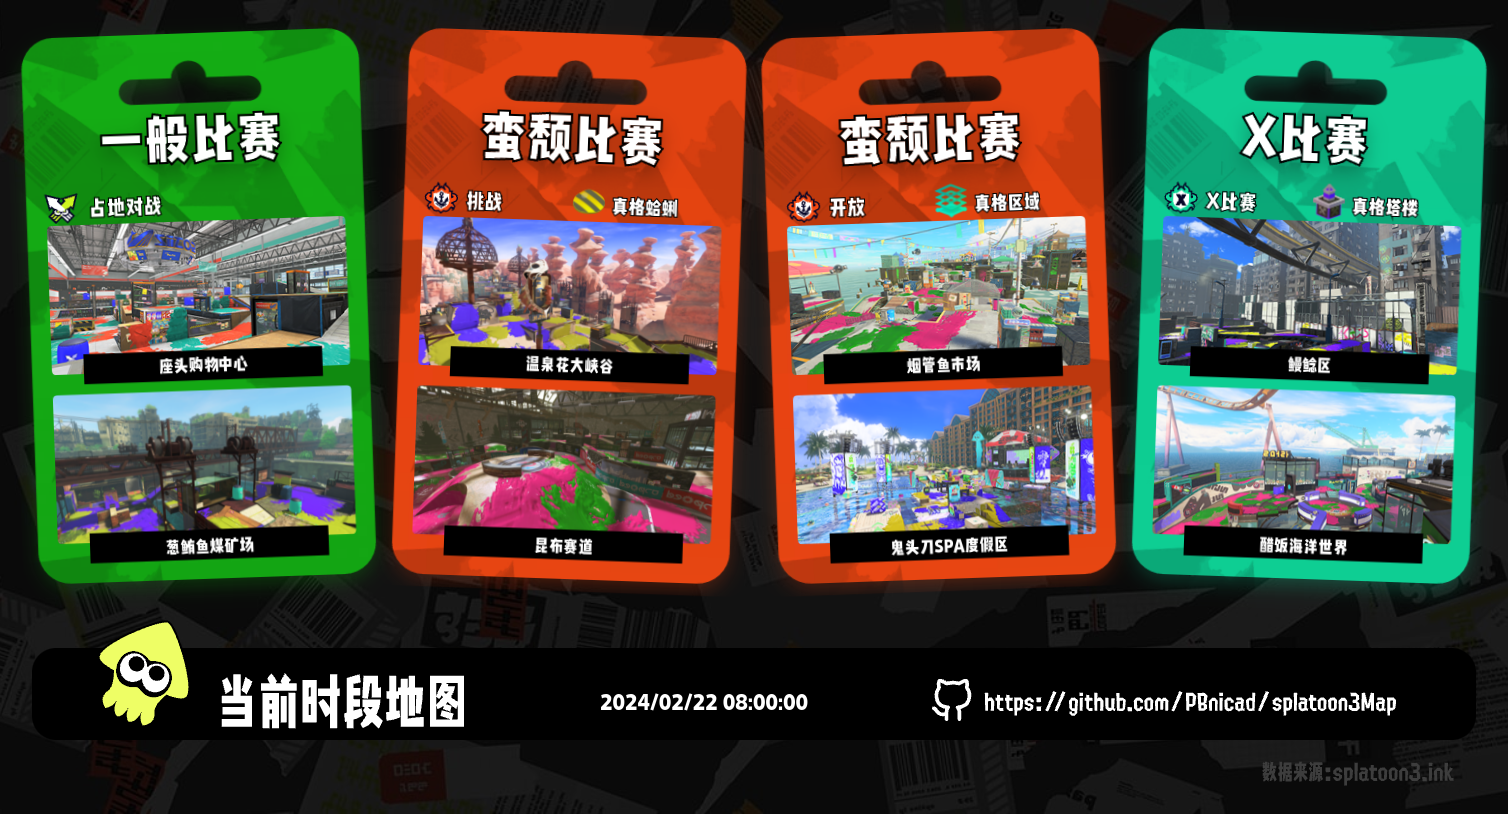 一般比赛
占地对战
座头购物中心
葱鲔鱼煤矿场
蛮颓比赛
挑战
真格蛤蜊
温泉花大峡谷
昆布赛道
蛮颓比赛
开放
真格区域
烟管鱼市场
鬼头刀SPA度假区
X比赛
X比赛
真格塔楼
鳗鲶区
醋饭海洋世界
当前时段地图
2024/02/22 08:00:00
https://github.com/PBnicad/splatoon3Map
数据来源:splatoon3.ink